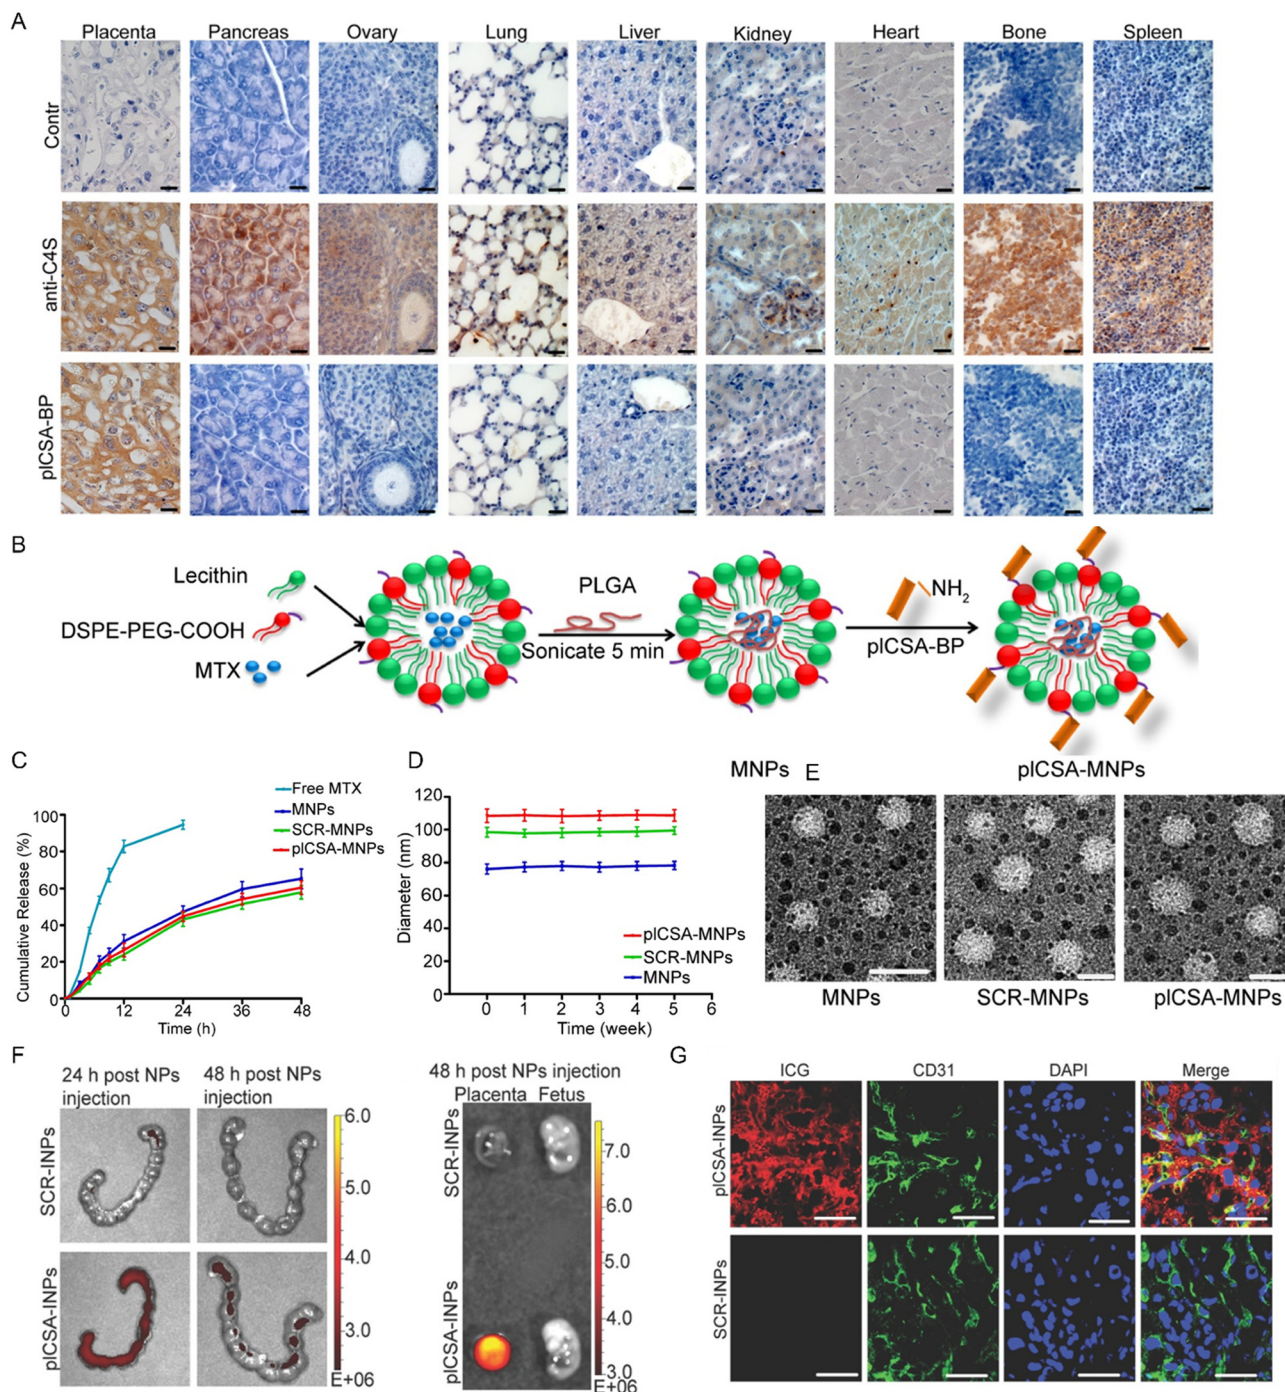 A
Placenta Pancreas Ovary Lung Liver Kidney Heart Bone Spleen
Contr
anti-C4S
plCSA-BP
B
Lecithin
DSPE-PEG-COOH
MTX
PLGA
Sonicate 5 min
NH2
plCSA-BP
MNPs
plCSA-MNPs
C
Free MTX
MNPs
SCR-MNPs
plCSA-MNPs
Cumulative Release (%)
100
80
60
40
20
0
0 12 24 36 48
Time (h)
D
Diameter (nm)
120
100
80
60
40
20
0
plCSA-MNPs
SCR-MNPs
MNPs
0 1 2 3 4 5 6
Time (week)
E
MNPs SCR-MNPs plCSA-MNPs
F
24 h post NPs injection
48 h post NPs injection
SCR-INPs
plCSA-INPs
6.0
5.0
4.0
3.0
E+06
48 h post NPs injection
Placenta Fetus
SCR-INPs
plCSA-INPs
7.0
6.0
5.0
4.0
3.0
E+06
G
ICG CD31 DAPI Merge
plCSA-INPs
SCR-INPs